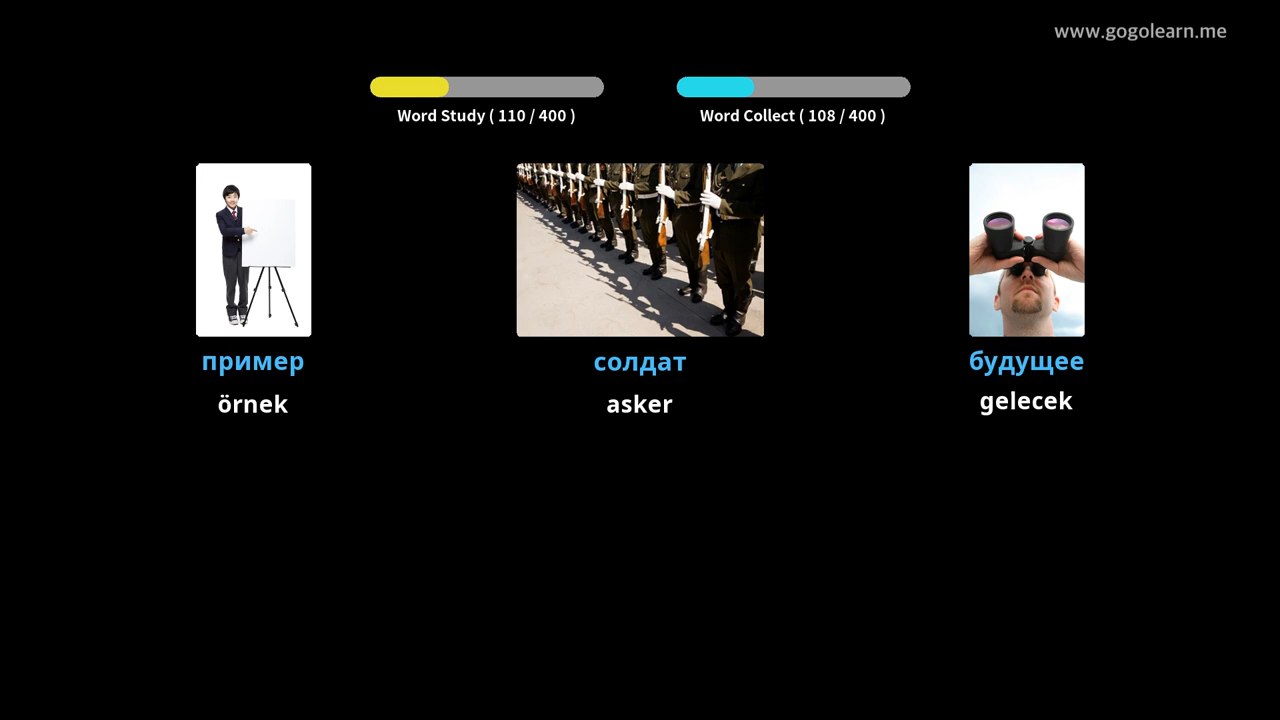 www.gogolearn.me
Word Study ( 110 / 400 )
Word Collect ( 108 / 400 )
пример
солдат
будущее
örnek
asker
gelecek